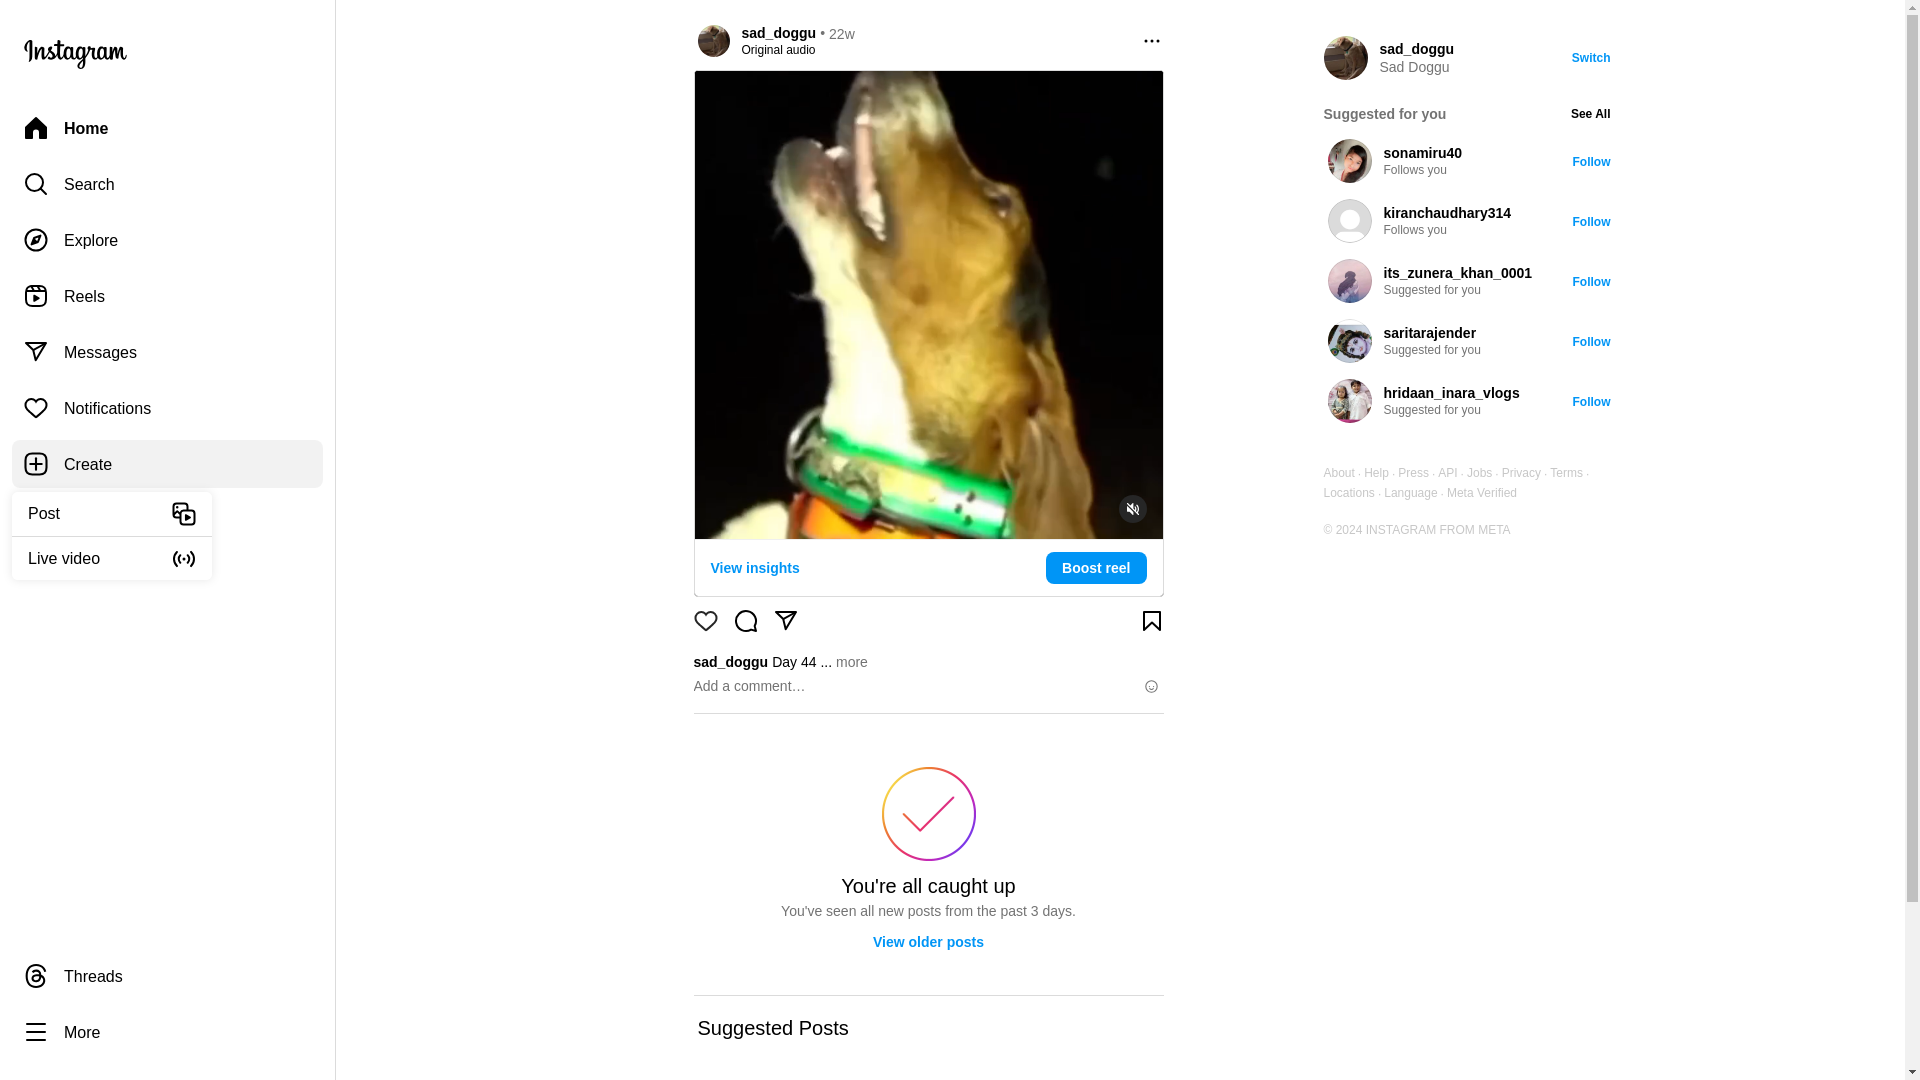 Instagram
Home
Search
Explore
Reels
Messages
Notifications
Create
Post
Live video
Threads
More
sad_doggu • 22w
Original audio
View insights
Boost reel
sad_doggu Day 44 ... more
Add a comment…
You're all caught up
You've seen all new posts from the past 3 days.
View older posts
Suggested Posts
sad_doggu
Sad Doggu
Switch
Suggested for you
See All
sonamiru40
Follows you
Follow
kiranchaudhary314
Follows you
Follow
its_zunera_khan_0001
Suggested for you
Follow
saritarajender
Suggested for you
Follow
hridaan_inara_vlogs
Suggested for you
Follow
About · Help · Press · API · Jobs · Privacy · Terms ·
Locations · Language · Meta Verified
© 2024 INSTAGRAM FROM META